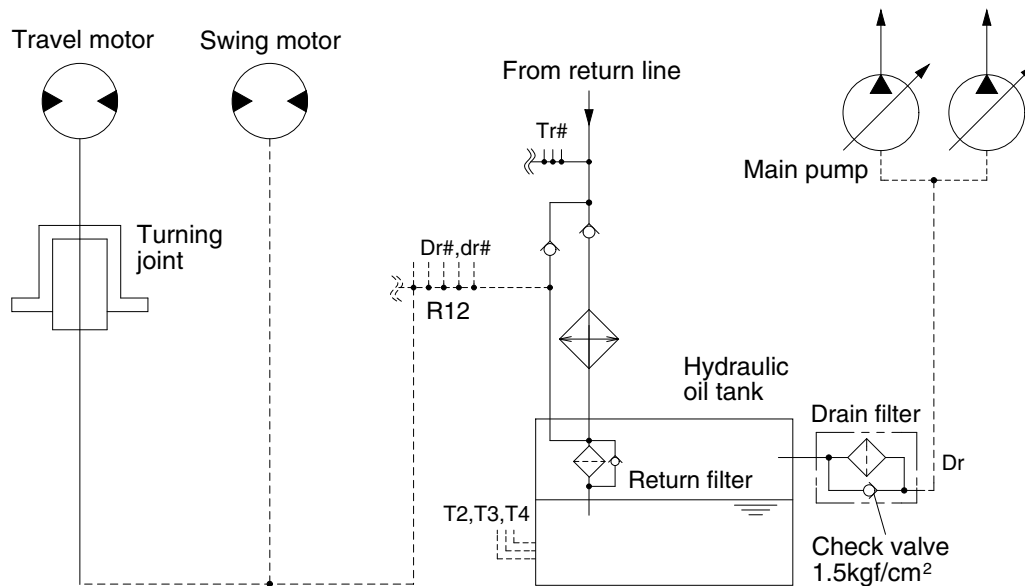 Travel motor
Swing motor
From return line
Tr#
Main pump
Turning
joint
Dr#,dr#
R12
Hydraulic
oil tank
Drain filter
Dr
Return filter
T2,T3,T4
Check valve
1.5kgf/cm²